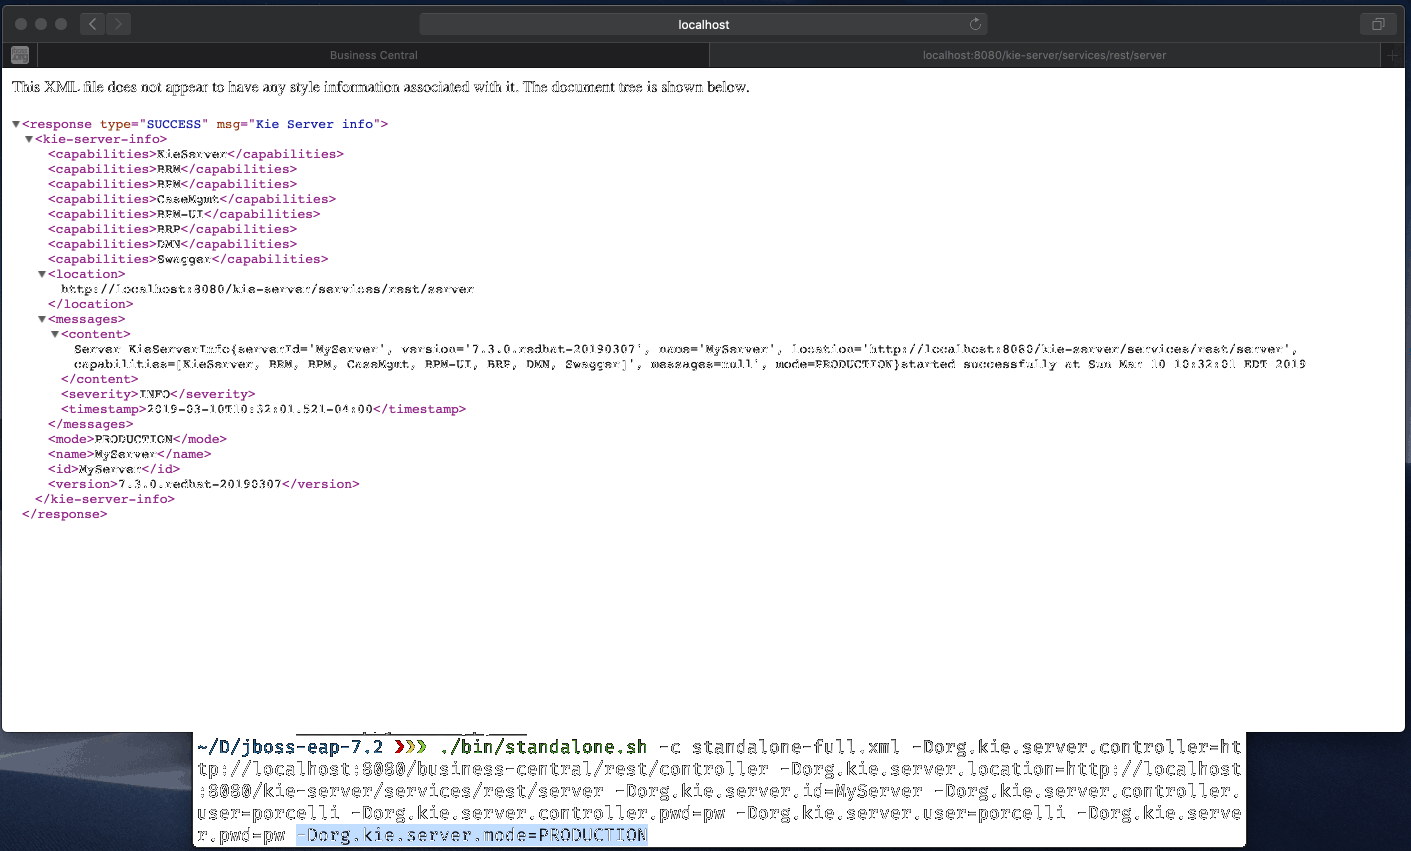 localhost
Business Central
localhost:8080/kie-server/services/rest/server
This XML file does not appear to have any style information associated with it. The document tree is shown below.
▼<response type="SUCCESS" msg="Kie Server info">
▼<kie-server-info>
<capabilities>KieServer</capabilities>
<capabilities>BRM</capabilities>
<capabilities>BPM</capabilities>
<capabilities>CaseMgmt</capabilities>
<capabilities>BPM-UI</capabilities>
<capabilities>BRP</capabilities>
<capabilities>DMN</capabilities>
<capabilities>Swagger</capabilities>
▼<location>
http://localhost:8080/kie-server/services/rest/server
</location>
▼<messages>
▼<content>
Server KieServerInfo{serverId='MyServer', version='7.3.0.redhat-20190307', name='MyServer', location='http://localhost:8080/kie-server/services/rest/server',
capabilities=[KieServer, BRM, BPM, CaseMgmt, BPM-UI, BRP, DMN, Swagger]', messages=null', mode=PRODUCTION}started successfully at Sun Mar 10 10:32:01 EDT 2019
</content>
<severity>INFO</severity>
<timestamp>2019-03-10T10:32:01.521-04:00</timestamp>
</messages>
<mode>PRODUCTION</mode>
<name>MyServer</name>
<id>MyServer</id>
<version>7.3.0.redhat-20190307</version>
</kie-server-info>
</response>
~/D/jboss-eap-7.2 ❯❯❯ ./bin/standalone.sh -c standalone-full.xml -Dorg.kie.server.controller=ht
tp://localhost:8080/business-central/rest/controller -Dorg.kie.server.location=http://localhost
:8080/kie-server/services/rest/server -Dorg.kie.server.id=MyServer -Dorg.kie.server.controller.
user=porcelli -Dorg.kie.server.controller.pwd=pw -Dorg.kie.server.user=porcelli -Dorg.kie.serve
r.pwd=pw -Dorg.kie.server.mode=PRODUCTION